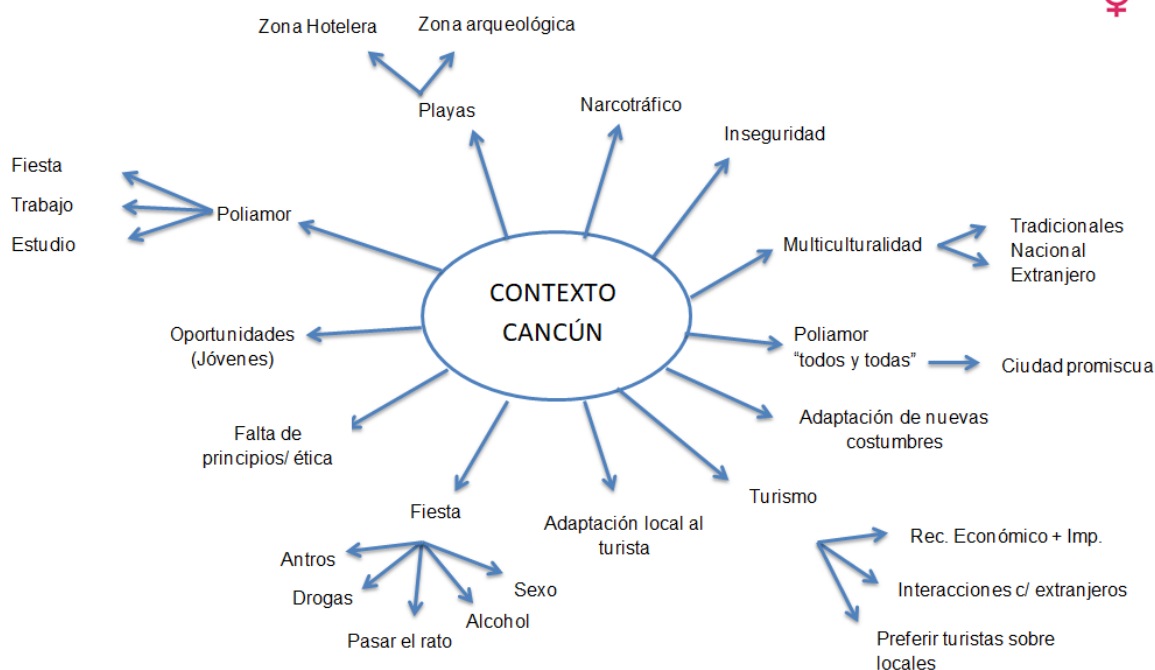 Zona Hotelera
Zona arqueológica
Playas
Narcotráfico
Inseguridad
Fiesta
Trabajo
Estudio
Poliamor
Multiculturalidad
Tradicionales
Nacional
Extranjero
CONTEXTO
CANCÚN
Oportunidades
(Jóvenes)
Poliamor
“todos y todas”
Ciudad promiscua
Falta de
principios/ ética
Adaptación de nuevas
costumbres
Fiesta
Antros
Drogas
Pasar el rato
Alcohol
Sexo
Adaptación local al
turista
Turismo
Rec. Económico + Imp.
Interacciones c/ extranjeros
Preferir turistas sobre
locales